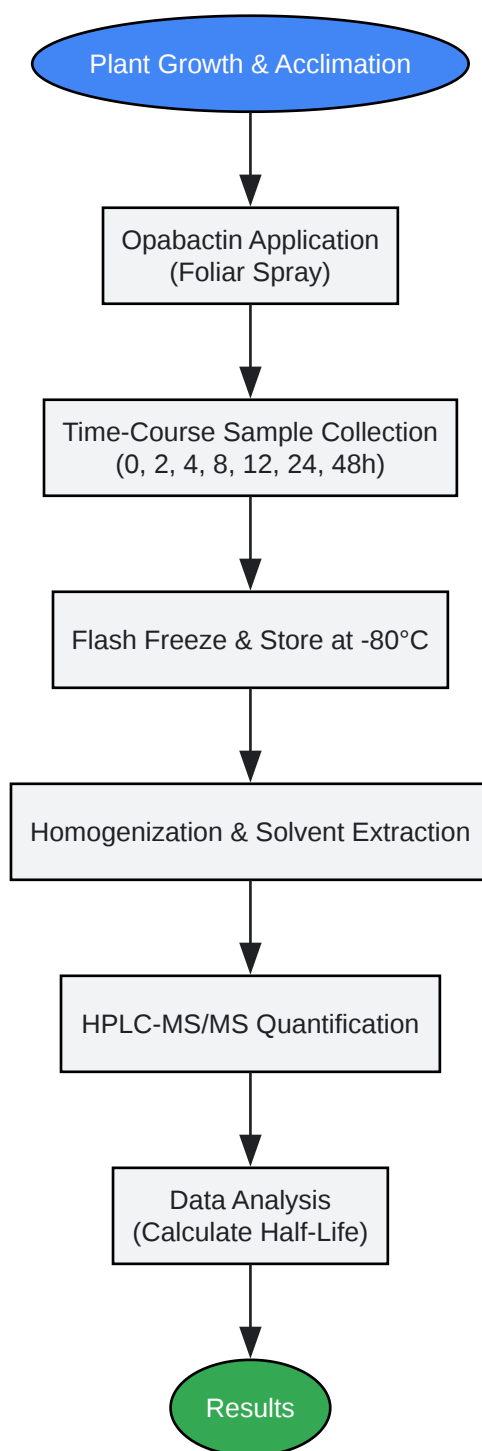 Plant Growth & Acclimation
Opabactin Application
(Foliar Spray)
Time-Course Sample Collection
(0, 2, 4, 8, 12, 24, 48h)
Flash Freeze & Store at -80°C
Homogenization & Solvent Extraction
HPLC-MS/MS Quantification
Data Analysis
(Calculate Half-Life)
Results